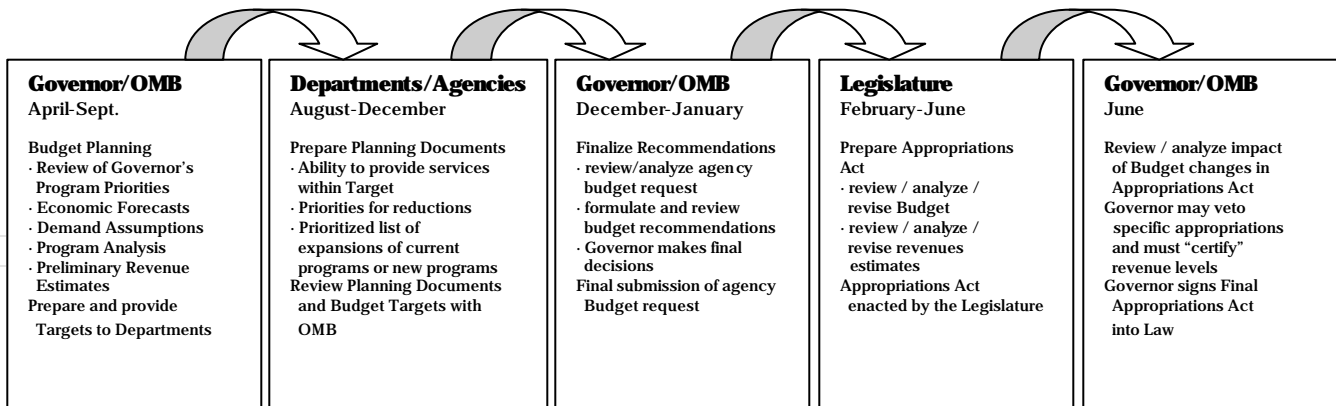 Governor/OMB
April-Sept.
Budget Planning
· Review of Governor's
Program Priorities
· Economic Forecasts
· Demand Assumptions
· Program Analysis
· Preliminary Revenue
Estimates
Prepare and provide
Targets to Departments
Departments/Agencies
August-December
Prepare Planning Documents
· Ability to provide services
within Target
· Priorities for reductions
· Prioritized list of
expansions of current
programs or new programs
Review Planning Documents
and Budget Targets with
OMB
Governor/OMB
December-January
Finalize Recommendations
· review/analyze agency
budget request
· formulate and review
budget recommendations
· Governor makes final
decisions
Final submission of agency
Budget request
Legislature
February-June
Prepare Appropriations
Act
· review / analyze /
revise Budget
· review / analyze /
revise revenues
estimates
Appropriations Act
enacted by the Legislature
Governor/OMB
June
Review / analyze impact
of Budget changes in
Appropriations Act
Governor may veto
specific appropriations
and must “certify”
revenue levels
Governor signs Final
Appropriations Act
into Law